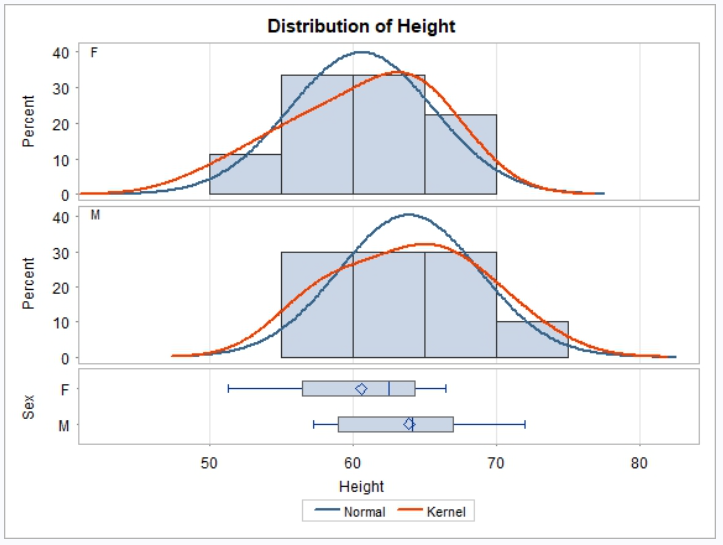 Distribution of Height
F
40
30
20
10
0
Percent
M
40
30
20
10
0
Percent
F
M
Sex
50 60 70 80
Height
Normal Kernel